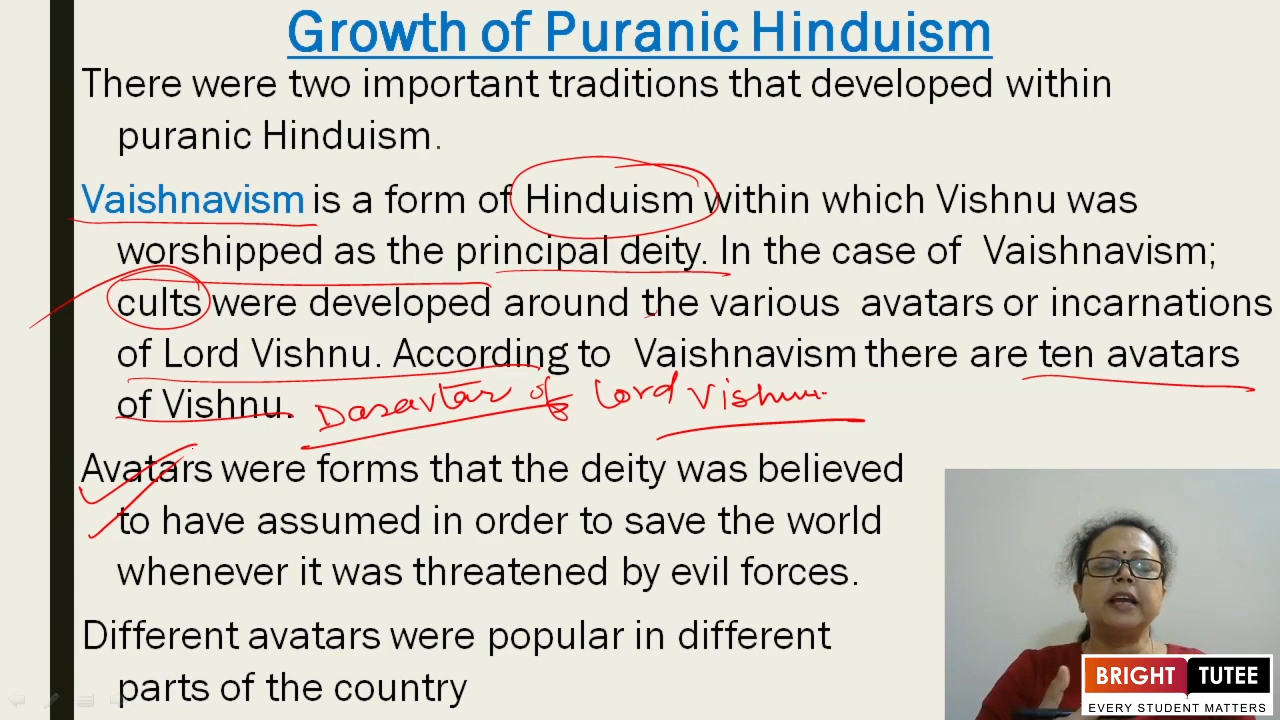 Growth of Puranic Hinduism
There were two important traditions that developed within
puranic Hinduism.
Vaishnavism is a form of Hinduism within which Vishnu was
worshipped as the principal deity. In the case of Vaishnavism;
cults were developed around the various avatars or incarnations
of Lord Vishnu. According to Vaishnavism there are ten avatars
of Vishnu. Dasavtar of Lord Vishnu.
Avatars were forms that the deity was believed
to have assumed in order to save the world
whenever it was threatened by evil forces.
Different avatars were popular in different
parts of the country
BRIGHT TUTEE
EVERY STUDENT MATTERS